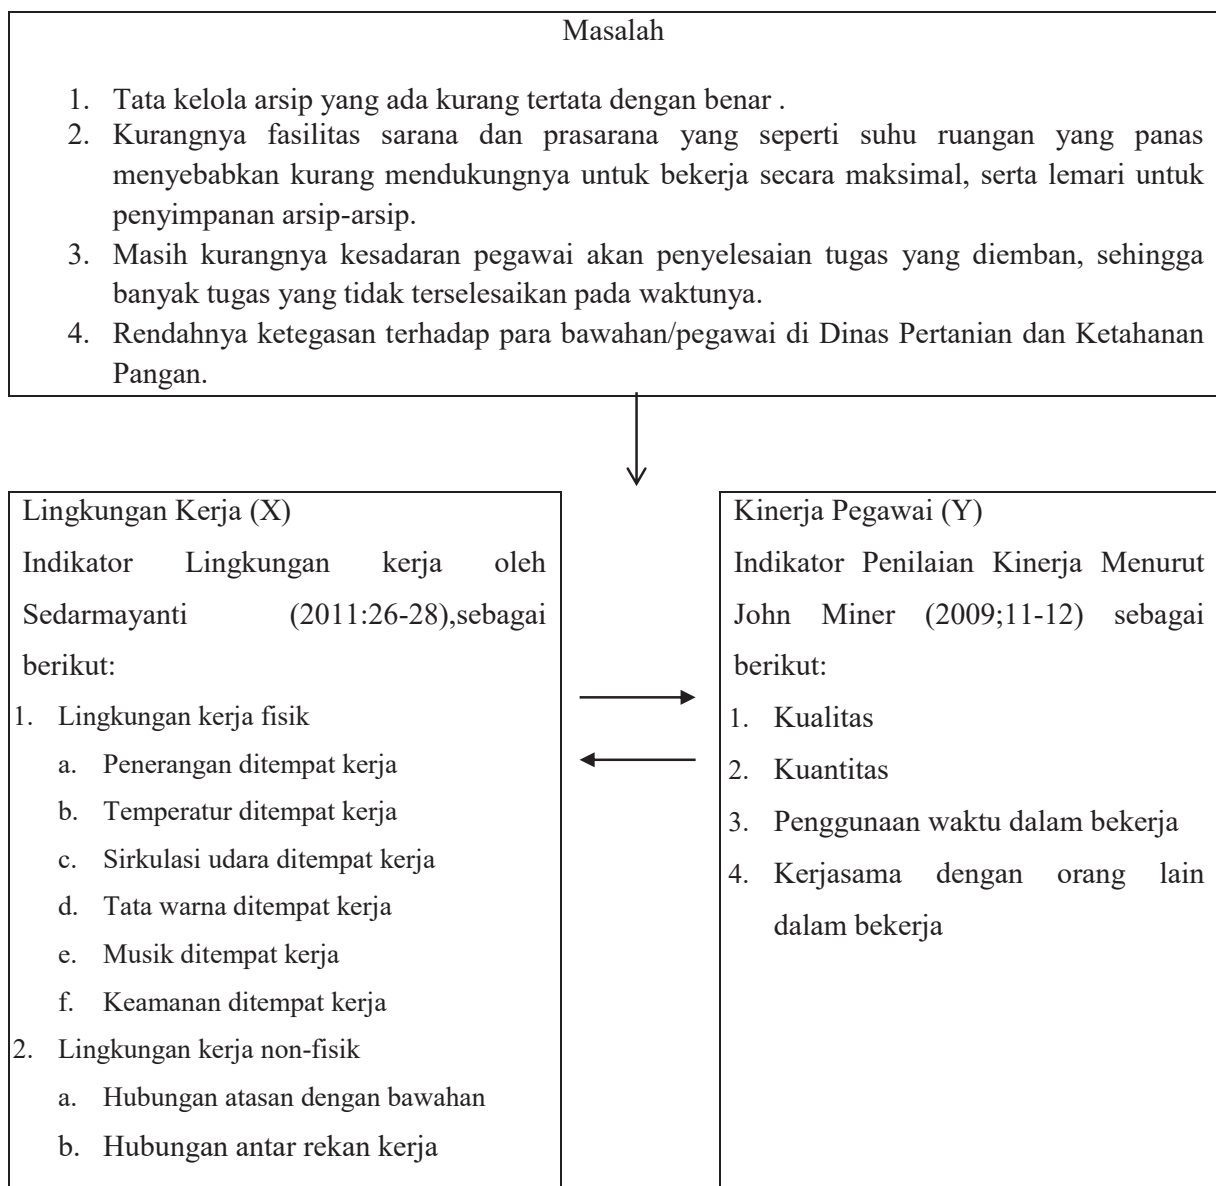 Masalah
1. Tata kelola arsip yang ada kurang tertata dengan benar .
2. Kurangnya fasilitas sarana dan prasarana yang seperti suhu ruangan yang panas
menyebabkan kurang mendukungnya untuk bekerja secara maksimal, serta lemari untuk
penyimpanan arsip-arsip.
3. Masih kurangnya kesadaran pegawai akan penyelesaian tugas yang diemban, sehingga
banyak tugas yang tidak terselesaikan pada waktunya.
4. Rendahnya ketegasan terhadap para bawahan/pegawai di Dinas Pertanian dan Ketahanan
Pangan.
Lingkungan Kerja (X)
Indikator Lingkungan kerja oleh
Sedarmayanti (2011:26-28),sebagai
berikut:
1. Lingkungan kerja fisik
a. Penerangan ditempat kerja
b. Temperatur ditempat kerja
c. Sirkulasi udara ditempat kerja
d. Tata warna ditempat kerja
e. Musik ditempat kerja
f. Keamanan ditempat kerja
2. Lingkungan kerja non-fisik
a. Hubungan atasan dengan bawahan
b. Hubungan antar rekan kerja
Kinerja Pegawai (Y)
Indikator Penilaian Kinerja Menurut
John Miner (2009;11-12) sebagai
berikut:
1. Kualitas
2. Kuantitas
3. Penggunaan waktu dalam bekerja
4. Kerjasama dengan orang lain
dalam bekerja